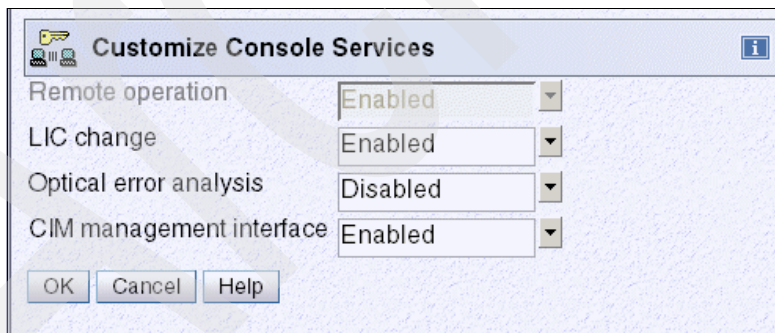 Customize Console Services
Remote operation Enabled
LIC change Enabled
Optical error analysis Disabled
CIM management interface Enabled
OK Cancel Help